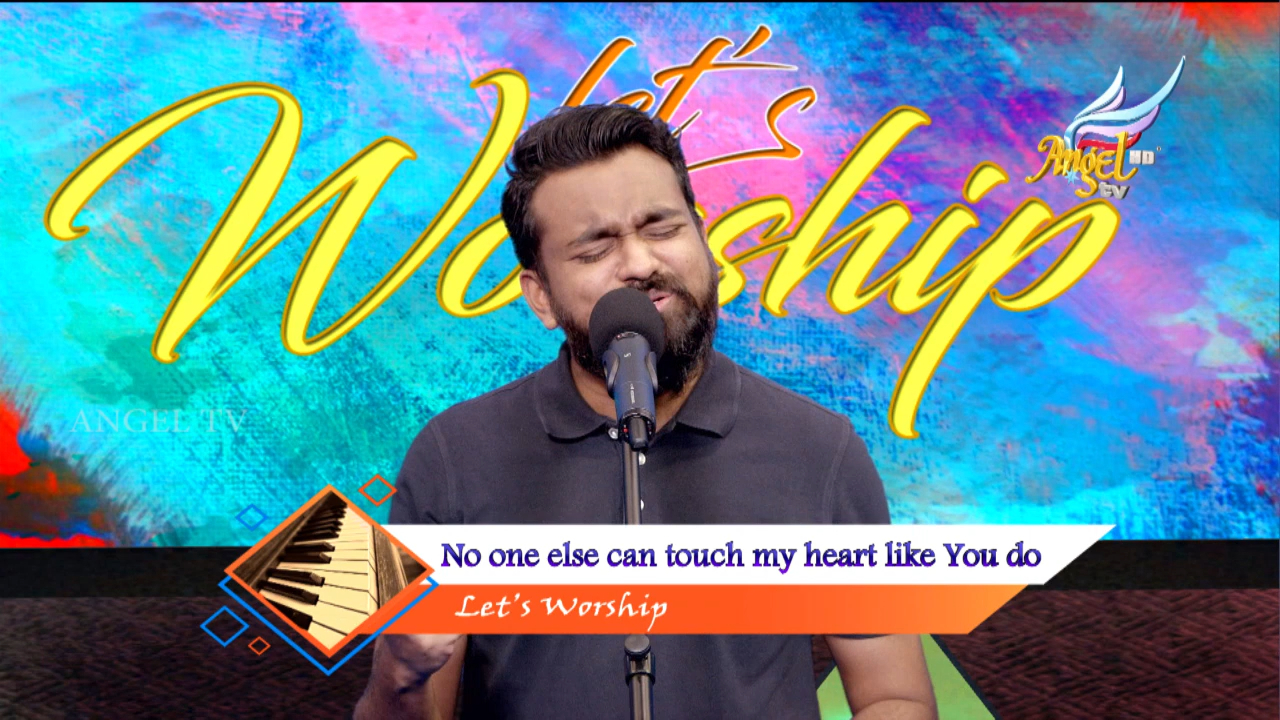 Let's
Worship
Angel HD
tv
ANGEL TV
No one else can touch my heart like You do
Let's Worship